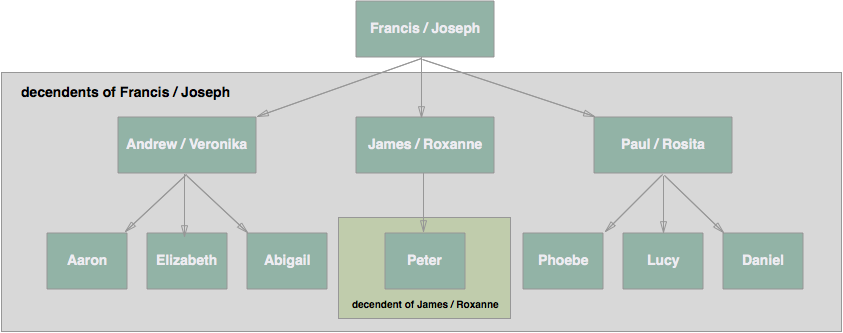 Francis / Joseph
decendents of Francis / Joseph
Andrew / Veronika
James / Roxanne
Paul / Rosita
Aaron
Elizabeth
Abigail
Peter
Phoebe
Lucy
Daniel
decendent of James / Roxanne